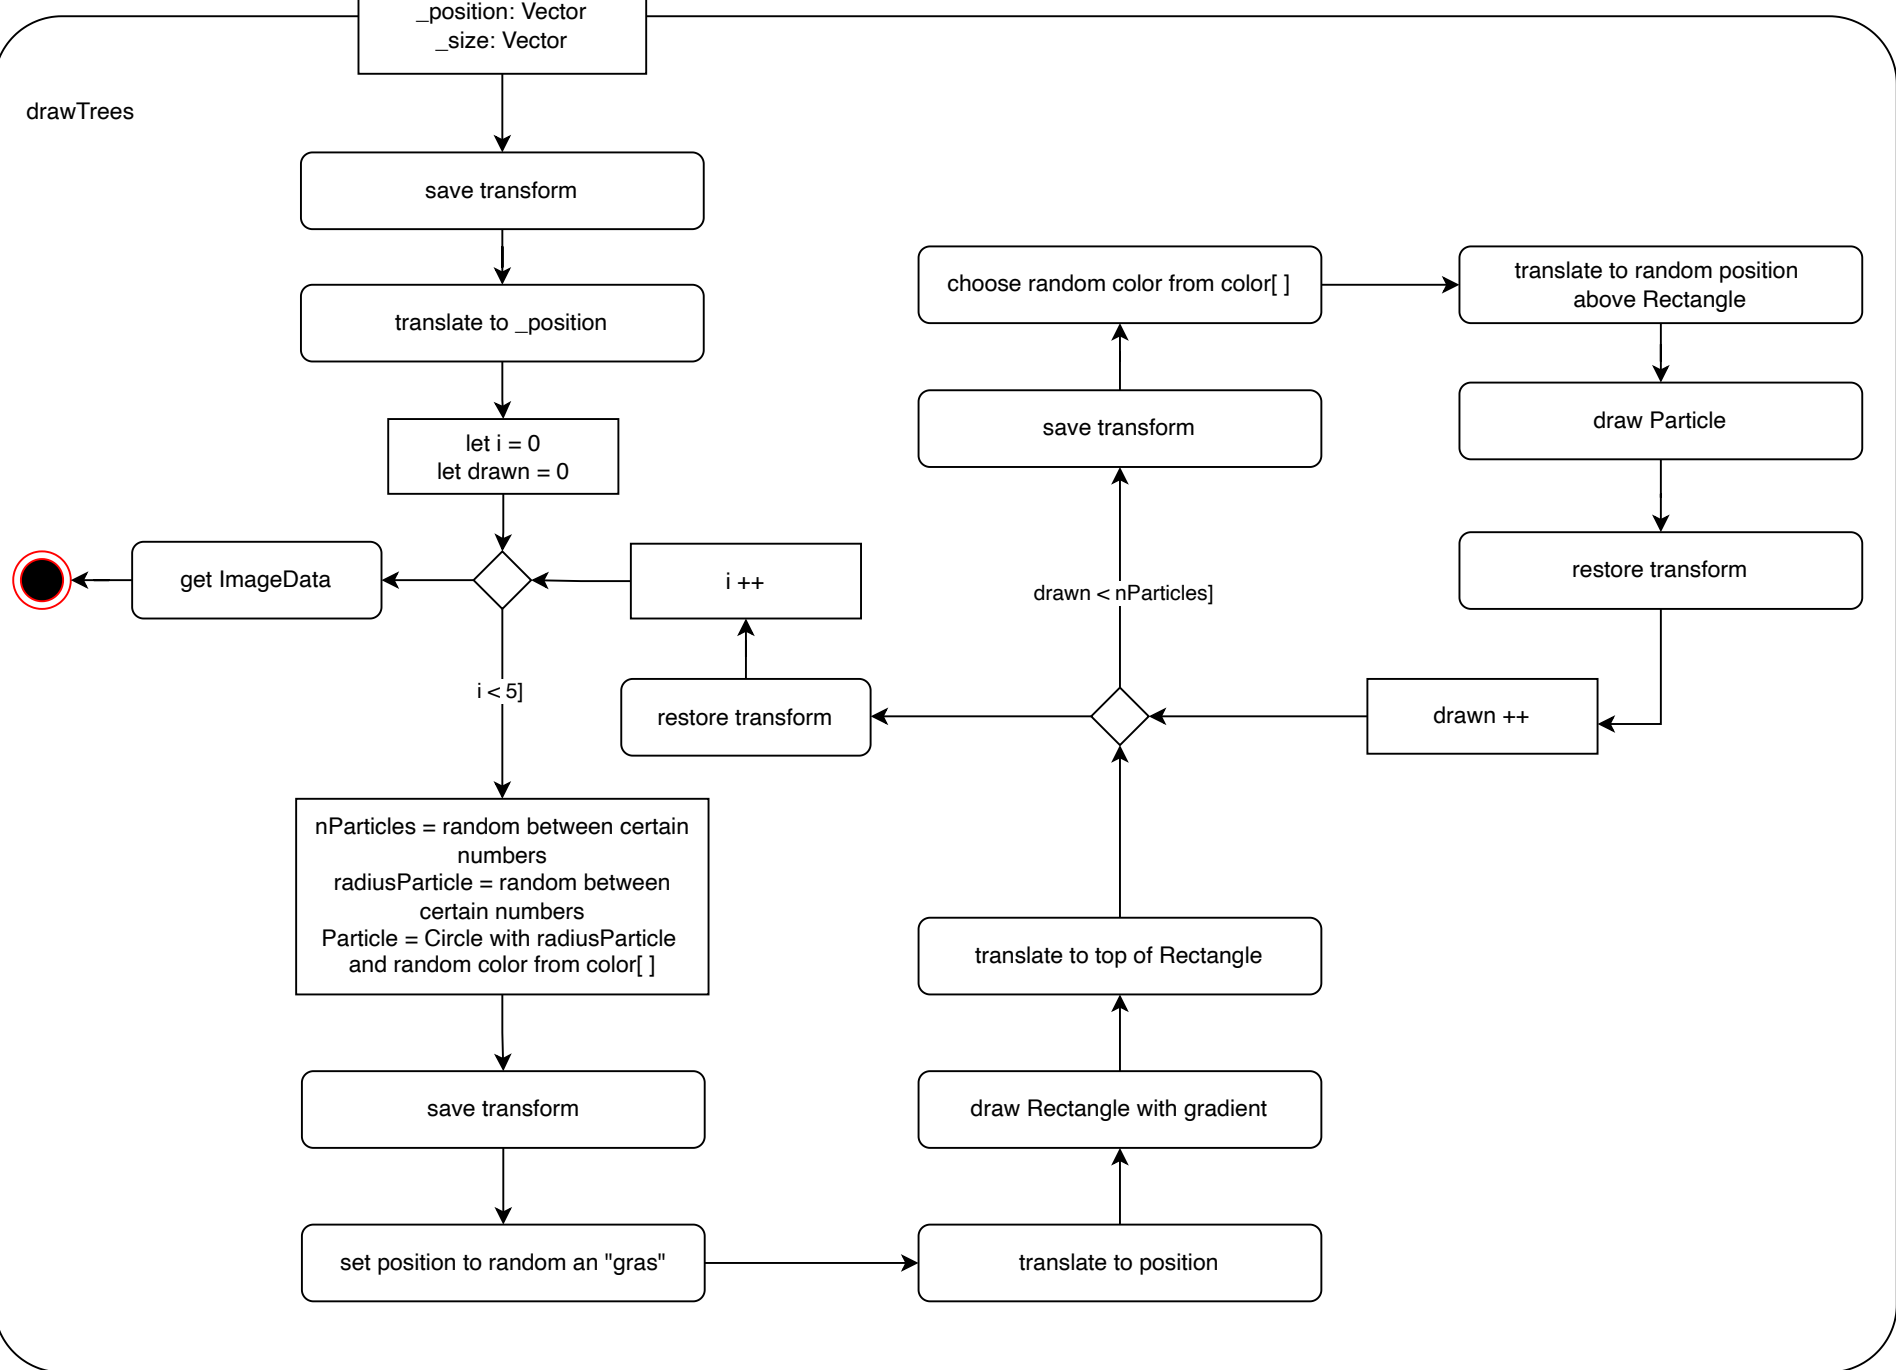 _position: Vector
_size: Vector
drawTrees
save transform
translate to _position
let i = 0
let drawn = 0
get ImageData
i ++
i < 5]
restore transform
nParticles = random between certain
numbers
radiusParticle = random between
certain numbers
Particle = Circle with radiusParticle
and random color from color[ ]
save transform
set position to random an "gras"
translate to position
draw Rectangle with gradient
translate to top of Rectangle
drawn < nParticles]
save transform
choose random color from color[ ]
translate to random position
above Rectangle
draw Particle
restore transform
drawn ++